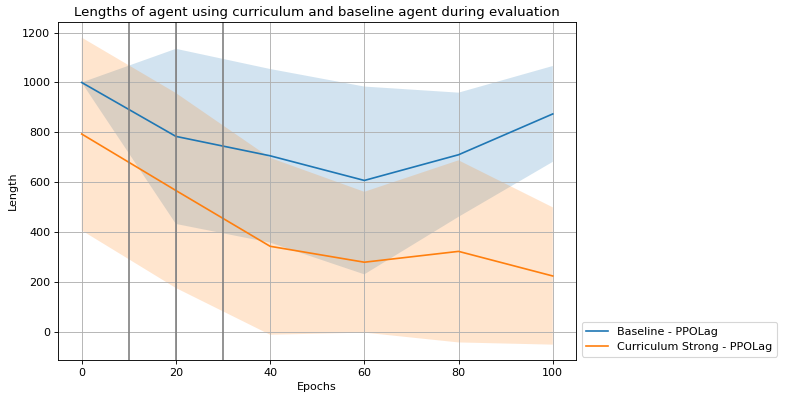 Lengths of agent using curriculum and baseline agent during evaluation
1200
1000
800
600
400
200
0
Length
0 20 40 60 80 100
Epochs
Baseline - PPOLag
Curriculum Strong - PPOLag